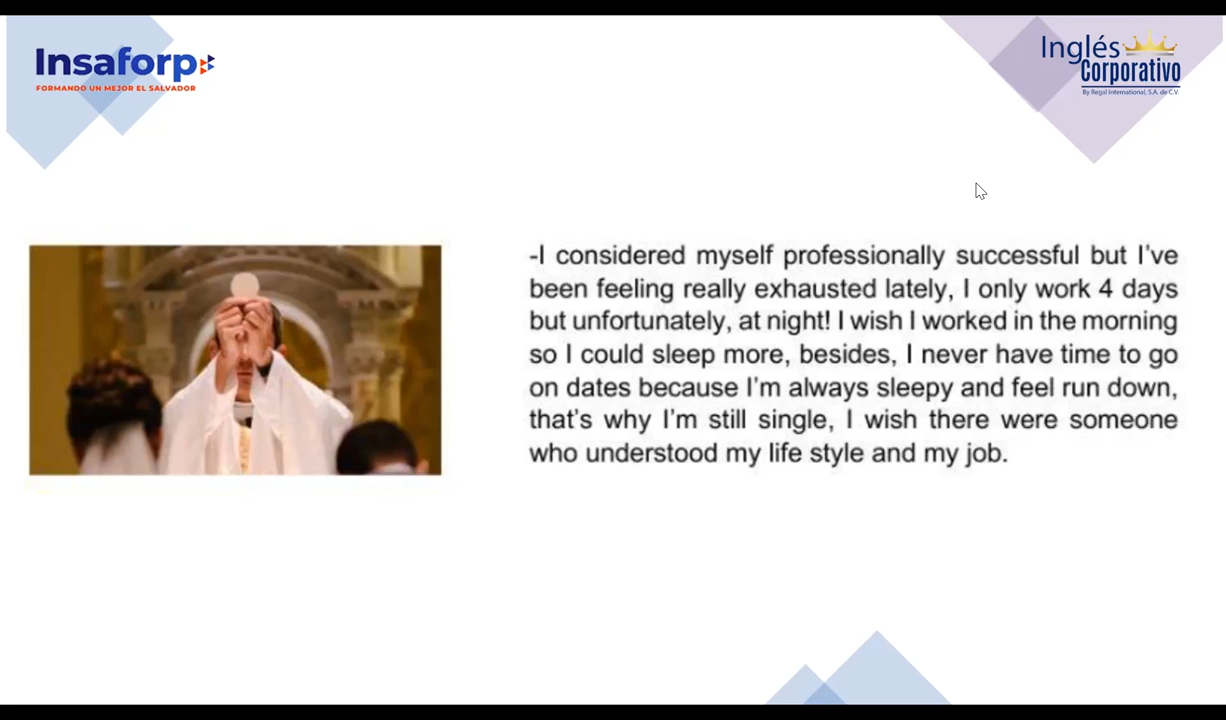 Insaforp
FORMANDO UN MEJOR EL SALVADOR
Inglés
Corporativo
By Regal International, S.A. de C.V.
-I considered myself professionally successful but I've
been feeling really exhausted lately, I only work 4 days
but unfortunately, at night! I wish I worked in the morning
so I could sleep more, besides, I never have time to go
on dates because I'm always sleepy and feel run down,
that's why I'm still single, I wish there were someone
who understood my life style and my job.